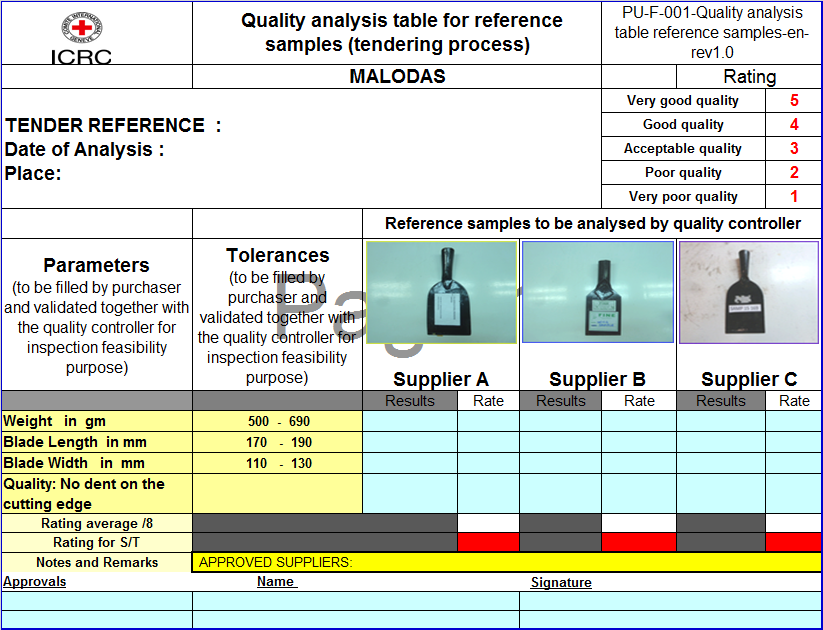 COMITE INTERNATIONAL GENEVE
ICRC
Quality analysis table for reference
samples (tendering process)
PU-F-001-Quality analysis
table reference samples-en-
rev1.0
MALODAS
Rating
TENDER REFERENCE :
Date of Analysis :
Place:
Very good quality 5
Good quality 4
Acceptable quality 3
Poor quality 2
Very poor quality 1
Reference samples to be analysed by quality controller
Parameters
(to be filled by purchaser
and validated together with
the quality controller for
inspection feasibility
purpose)
Tolerances
(to be filled by
purchaser and
validated together with
the quality controller for
inspection feasibility
purpose)
Supplier A
Supplier B
Supplier C
Results Rate Results Rate Results Rate
Weight in gm 500 - 690
Blade Length in mm 170 - 190
Blade Width in mm 110 - 130
Quality: No dent on the
cutting edge
Rating average /8
Rating for S/T
Notes and Remarks APPROVED SUPPLIERS:
Approvals Name Signature